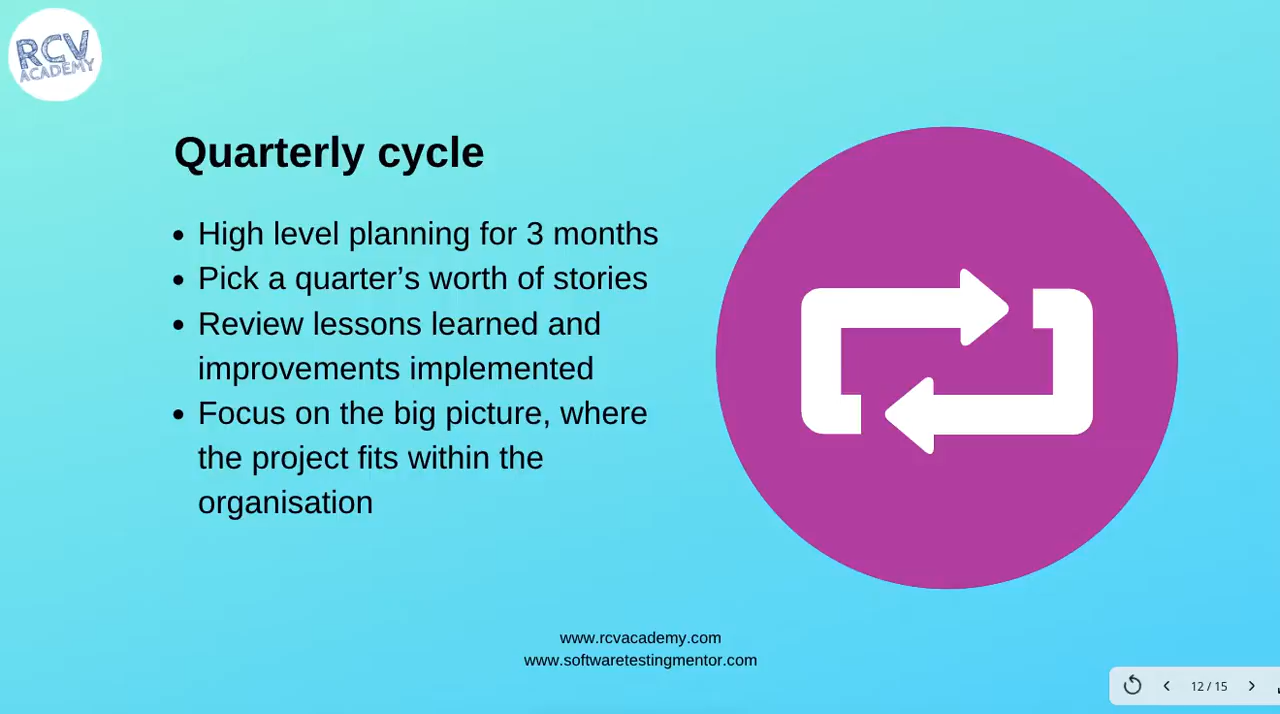 RCV
ACADEMY
Quarterly cycle
• High level planning for 3 months
• Pick a quarter’s worth of stories
• Review lessons learned and
improvements implemented
• Focus on the big picture, where
the project fits within the
organisation
www.rcvacademy.com
www.softwaretestingmentor.com
12 / 15